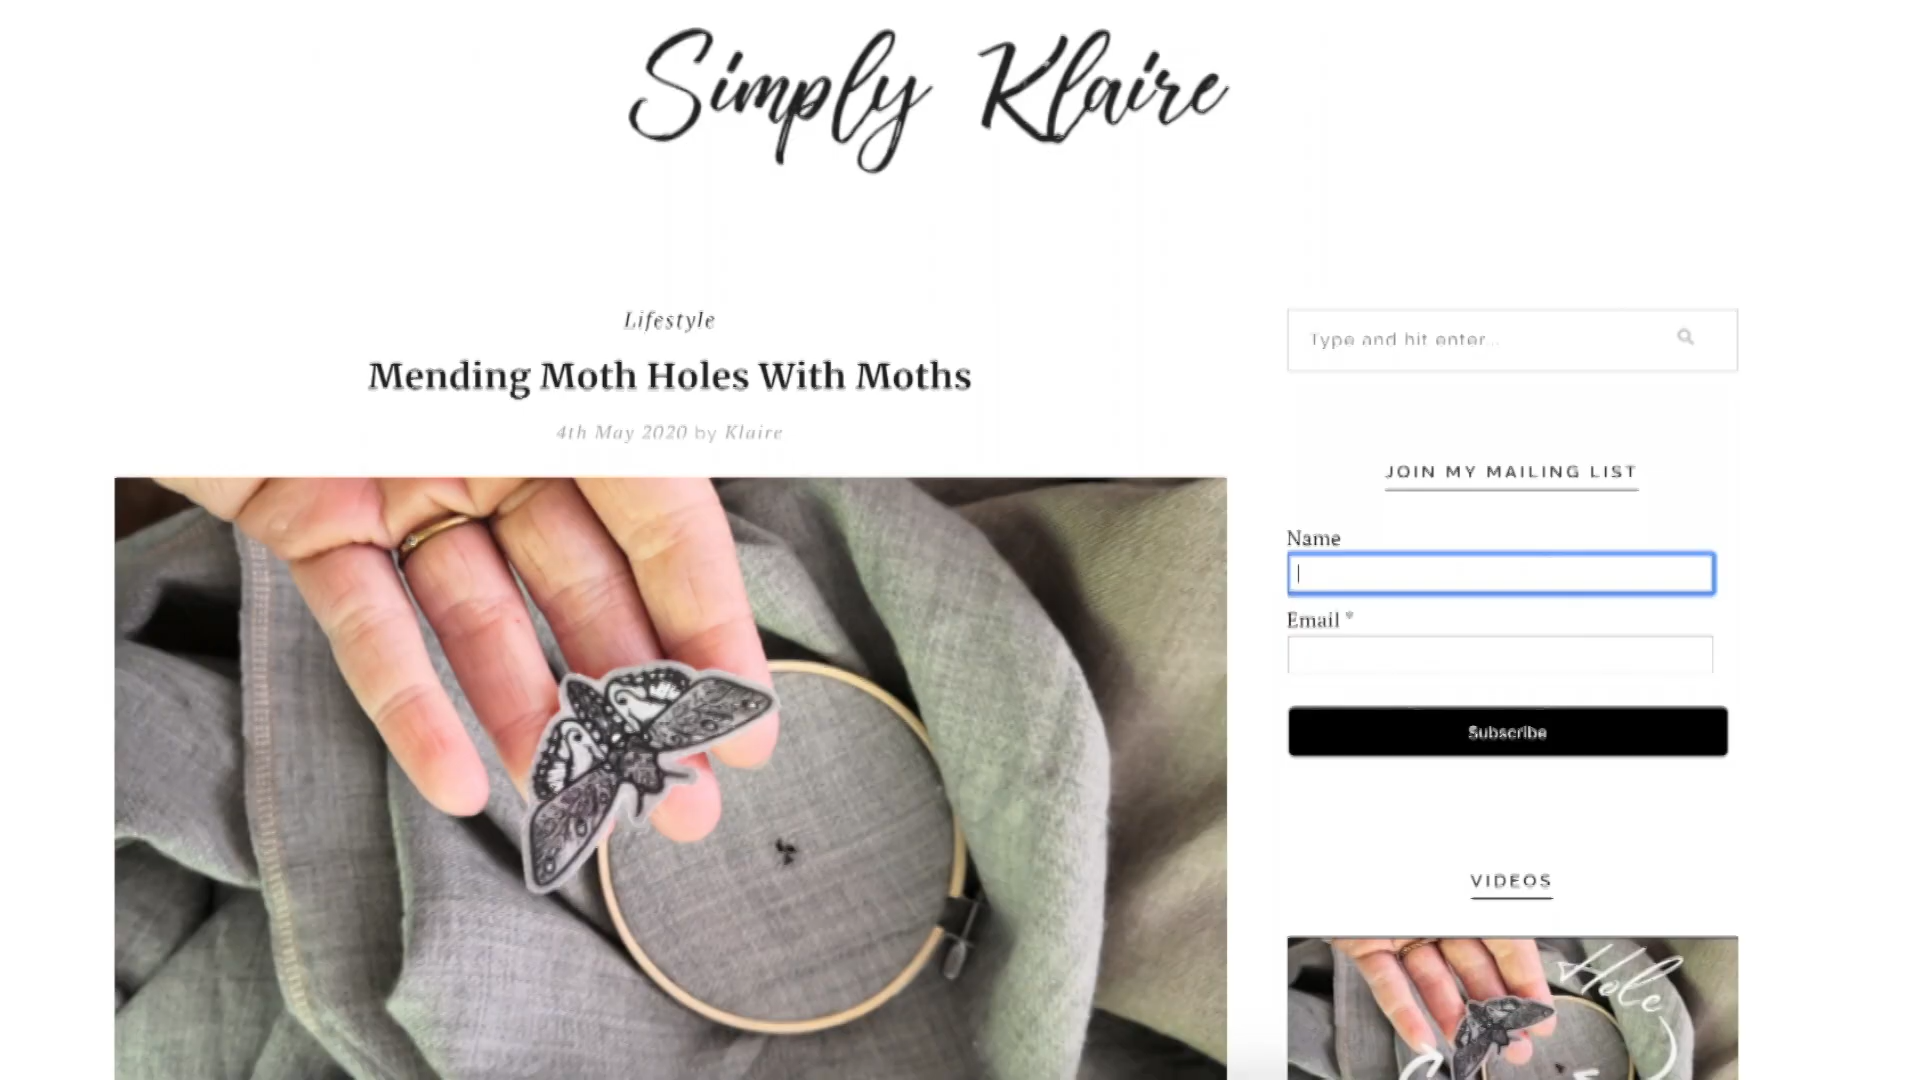 Simply Klaire
Lifestyle
Mending Moth Holes With Moths
4th May 2020 by Klaire
Type and hit enter...
JOIN MY MAILING LIST
Name
Email *
Subscribe
VIDEOS
Hole